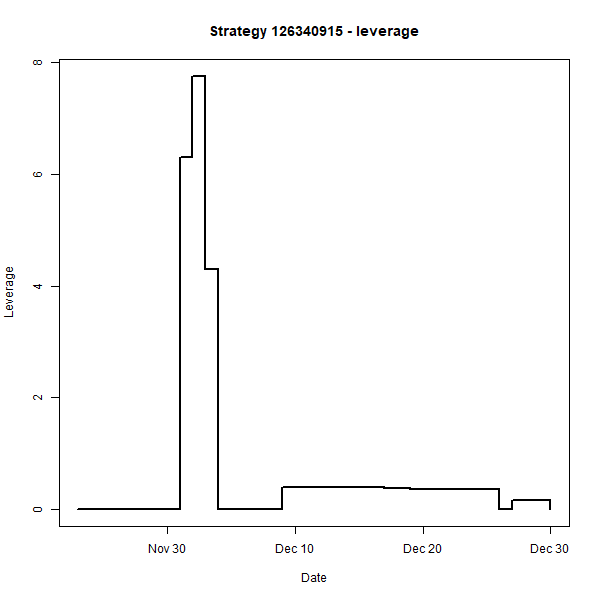 Strategy 126340915 - leverage
Leverage
8
6
4
2
0
Nov 30
Dec 10
Dec 20
Dec 30
Date